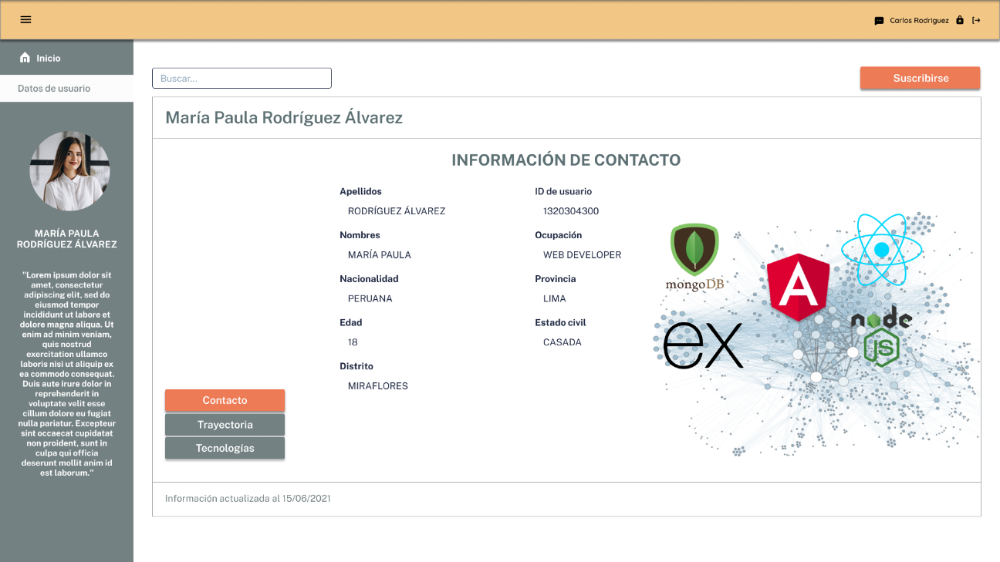 Carlos Rodriguez
Inicio
Datos de usuario
MARÍA PAULA
RODRÍGUEZ ÁLVAREZ
"Lorem ipsum dolor sit
amet, consectetur
adipiscing elit, sed do
eiusmod tempor
incididunt ut labore et
dolore magna aliqua. Ut
enim ad minim veniam,
quis nostrud
exercitation ullamco
laboris nisi ut aliquip ex
ea commodo consequat.
Duis aute irure dolor in
reprehenderit in
voluptate velit esse
cillum dolore eu fugiat
nulla pariatur. Excepteur
sint occaecat cupidatat
non proident, sunt in
culpa qui officia
deserunt mollit anim id
est laborum."
Buscar...
Suscribirse
María Paula Rodríguez Álvarez
INFORMACIÓN DE CONTACTO
Apellidos
RODRÍGUEZ ÁLVAREZ
Nombres
MARÍA PAULA
Nacionalidad
PERUANA
Edad
18
Distrito
MIRAFLORES
ID de usuario
1320304300
Ocupación
WEB DEVELOPER
Provincia
LIMA
Estado civil
CASADA
mongoDB
A
ex
node
JS
Contacto
Trayectoria
Tecnologías
Información actualizada al 15/06/2021